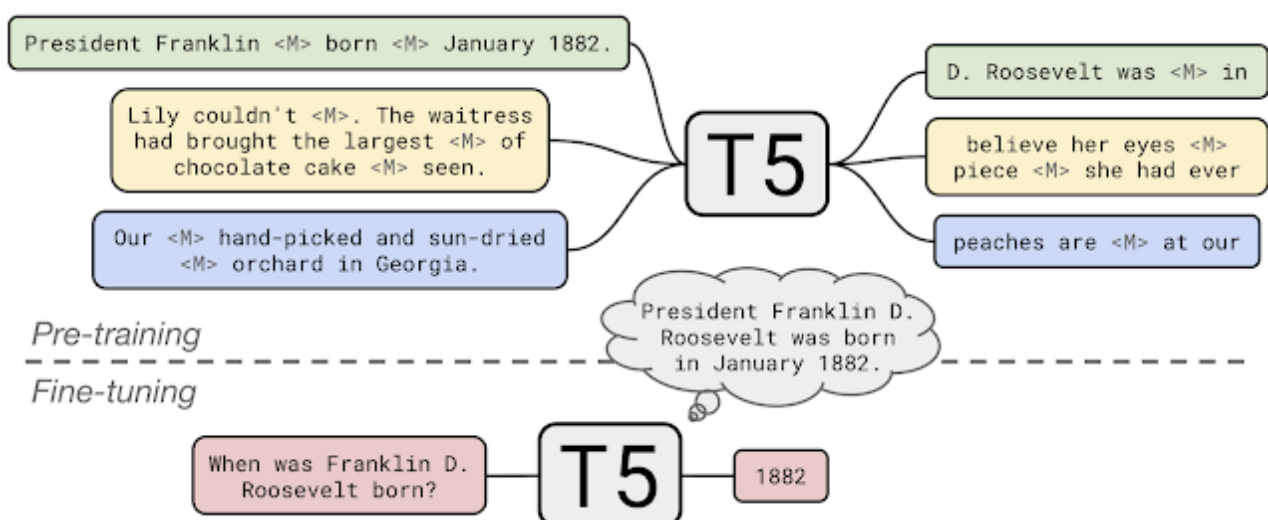 President Franklin <M> born <M> January 1882.
Lily couldn't <M>. The waitress
had brought the largest <M> of
chocolate cake <M> seen.
Our <M> hand-picked and sun-dried
<M> orchard in Georgia.
T5
D. Roosevelt was <M> in
believe her eyes <M>
piece <M> she had ever
peaches are <M> at our
Pre-training
President Franklin D.
Roosevelt was born
in January 1882.
Fine-tuning
When was Franklin D.
Roosevelt born?
T5
1882